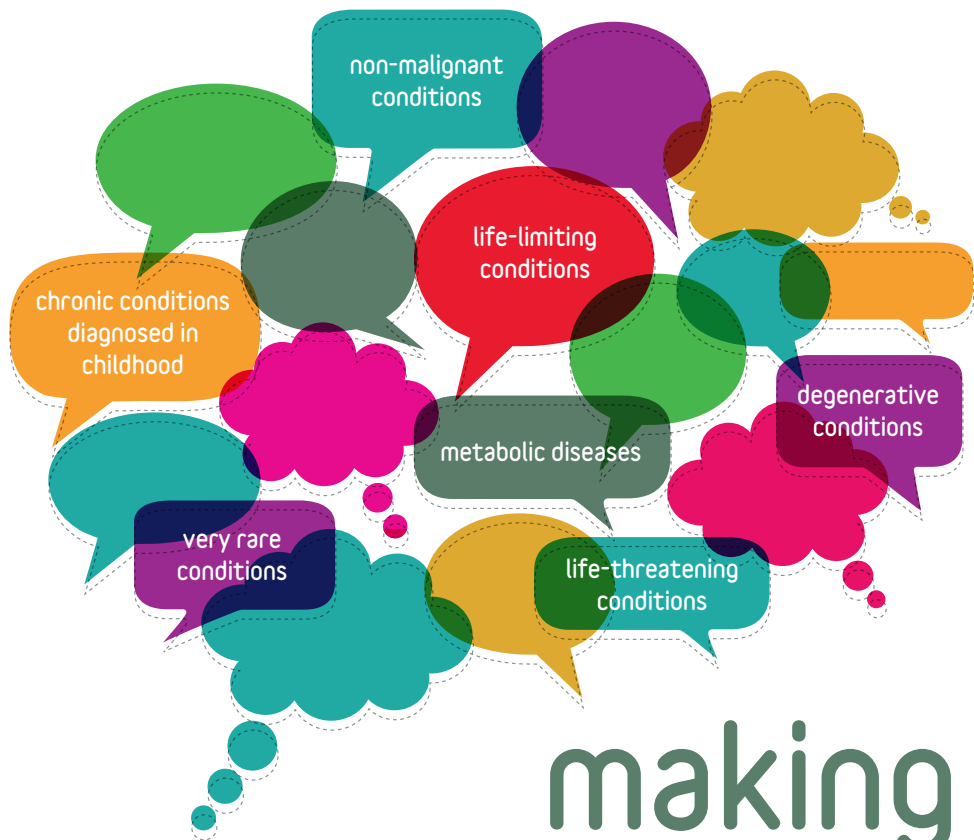 non-malignant
conditions
life-limiting
conditions
chronic conditions
diagnosed in
childhood
degenerative
conditions
metabolic diseases
very rare
conditions
life-threatening
conditions
making